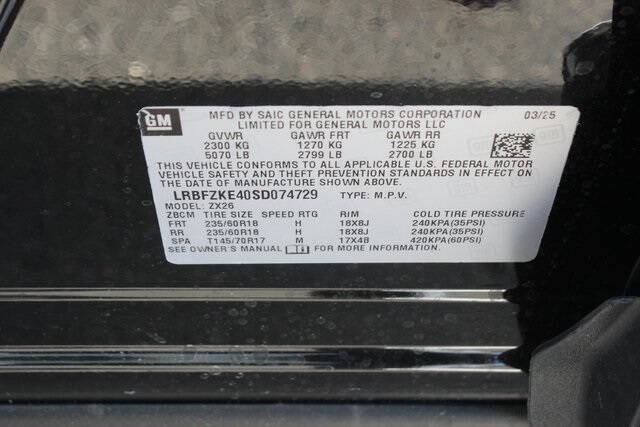 GM
MFD BY SAIC GENERAL MOTORS CORPORATION 03/25
LIMITED FOR GENERAL MOTORS LLC
GVWR GAWR FRT GAWR RR
2300 KG 1270 KG 1225 KG
5070 LB 2799 LB 2700 LB
THIS VEHICLE CONFORMS TO ALL APPLICABLE U.S. FEDERAL MOTOR
VEHICLE SAFETY AND THEFT PREVENTION STANDARDS IN EFFECT ON
THE DATE OF MANUFACTURE SHOWN ABOVE.
LRBFZKE40SD074729 TYPE: M.P.V.
MODEL: ZX26
ZBCM TIRE SIZE SPEED RTG RIM COLD TIRE PRESSURE
FRT 235/60R18 H 18X8J 240KPA(35PSI)
RR 235/60R18 H 18X8J 240KPA(35PSI)
SPA T145/70R17 M 17X4B 420KPA(60PSI)
SEE OWNER'S MANUAL FOR MORE INFORMATION